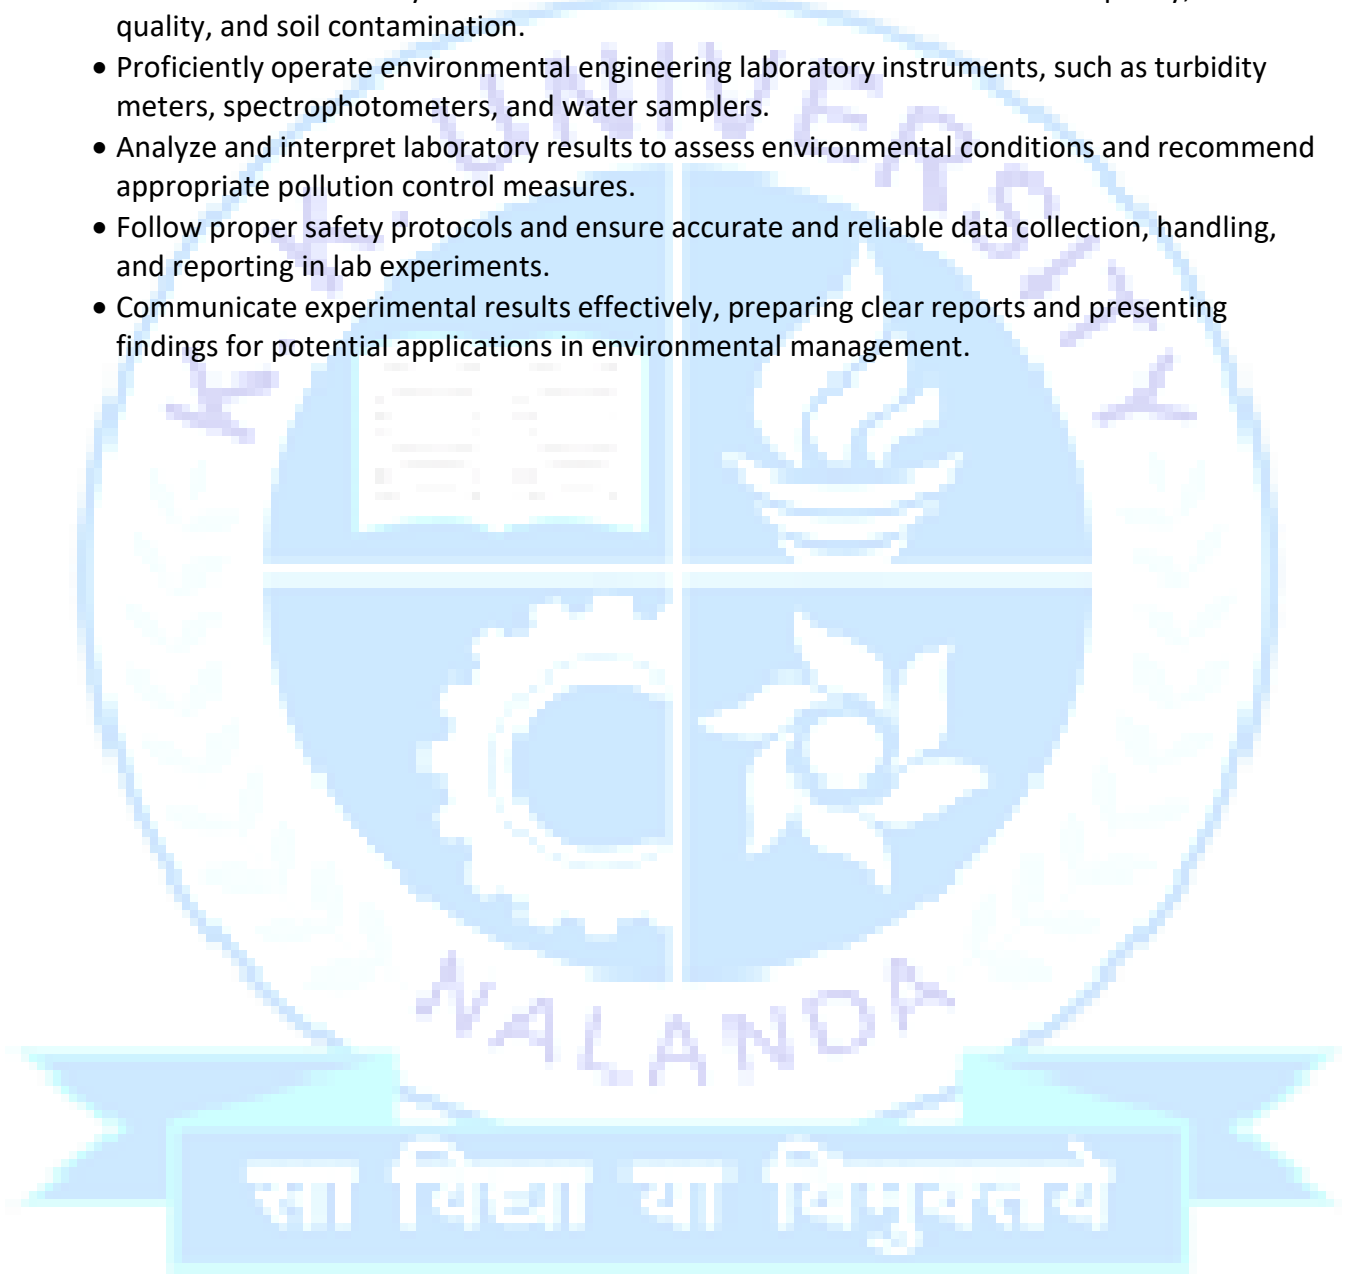 quality, and soil contamination.
• Proficiently operate environmental engineering laboratory instruments, such as turbidity
meters, spectrophotometers, and water samplers.
• Analyze and interpret laboratory results to assess environmental conditions and recommend
appropriate pollution control measures.
• Follow proper safety protocols and ensure accurate and reliable data collection, handling,
and reporting in lab experiments.
• Communicate experimental results effectively, preparing clear reports and presenting
findings for potential applications in environmental management.
K. K. UNIVERSITY
NALANDA
सा विद्या या विमुक्तये